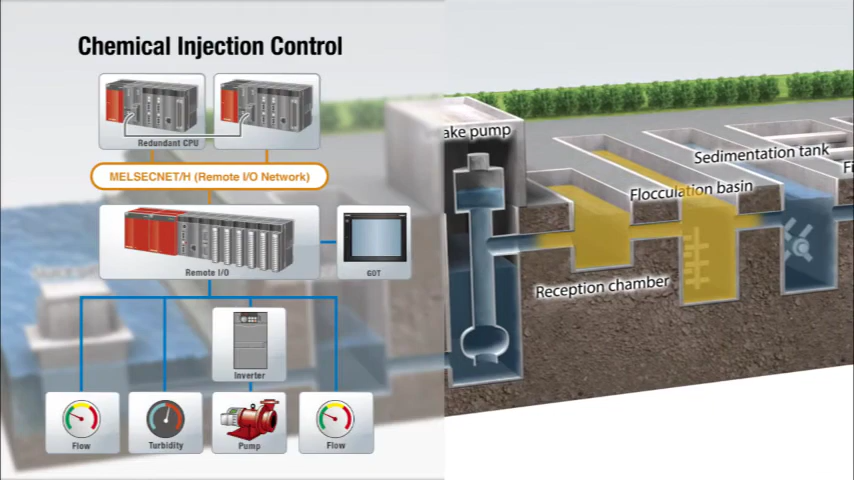 Chemical Injection Control
Redundant CPU
MELSECNET/H (Remote I/O Network)
Remote I/O
GOT
Inverter
Flow
Turbidity
Pump
Flow
ake pump
Sedimentation tank
Flocculation basin
Reception chamber
Fi